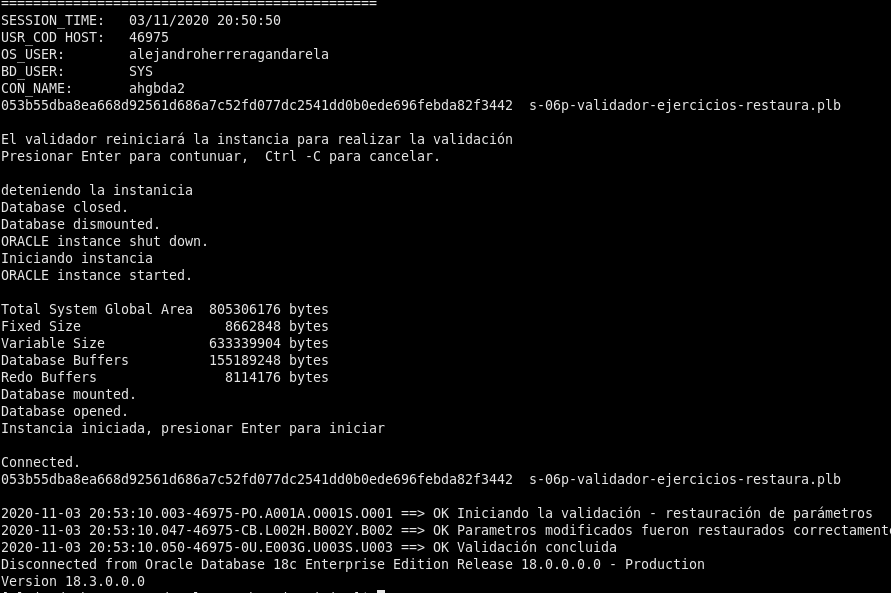 ===============================================
SESSION_TIME:   03/11/2020 20:50:50
USR_COD HOST:   46975
OS_USER:        alejandroherreragandarela
BD_USER:        SYS
CON_NAME:       ahgbda2
053b55dba8ea668d92561d686a7c52fd077dc2541dd0b0ede696febda82f3442  s-06p-validador-ejercicios-restaura.plb
El validador reiniciará la instancia para realizar la validación
Presionar Enter para contunuar,  Ctrl -C para cancelar.
deteniendo la instanicia
Database closed.
Database dismounted.
ORACLE instance shut down.
Iniciando instancia
ORACLE instance started.
Total System Global Area  805306176 bytes
Fixed Size                  8662848 bytes
Variable Size             633339904 bytes
Database Buffers          155189248 bytes
Redo Buffers                8114176 bytes
Database mounted.
Database opened.
Instancia iniciada, presionar Enter para iniciar
Connected.
053b55dba8ea668d92561d686a7c52fd077dc2541dd0b0ede696febda82f3442  s-06p-validador-ejercicios-restaura.plb
2020-11-03 20:53:10.003-46975-PO.A001A.O001S.O001 ==> OK Iniciando la validación - restauración de parámetros
2020-11-03 20:53:10.047-46975-CB.L002H.B002Y.B002 ==> OK Parametros modificados fueron restaurados correctament
2020-11-03 20:53:10.050-46975-0U.E003G.U003S.U003 ==> OK Validación concluida
Disconnected from Oracle Database 18c Enterprise Edition Release 18.0.0.0.0 - Production
Version 18.3.0.0.0